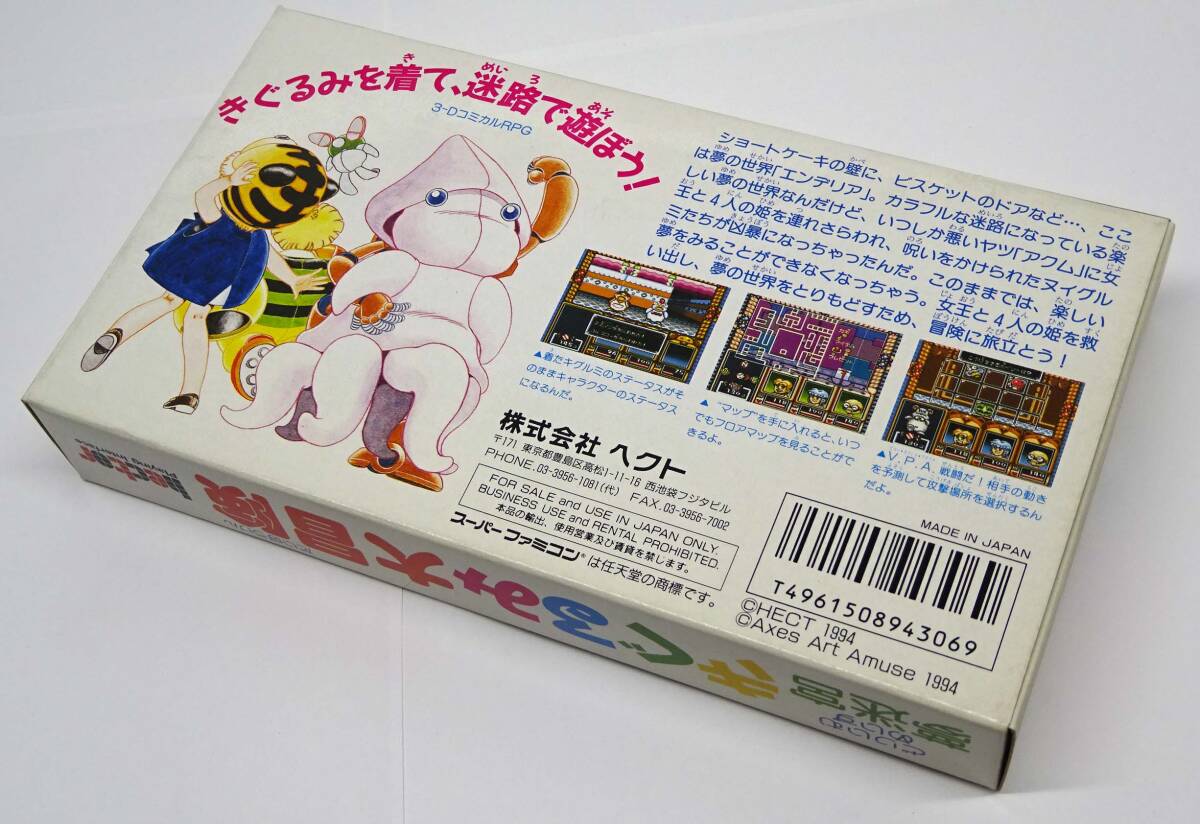 きぐるみを着て、迷路で遊ぼう!
3-DコミカルRPG
ショートケーキの壁に、ビスケットのドアなど…、ここ
は夢の世界「エンデリア」。カラフルな迷路になっている楽
しい夢の世界なんだけど、いつしか悪いヤツ「アクム」に女
王と4人の姫を連れさらわれ、呪いをかけられたヌイグル
ミたちが凶暴になっちゃったんだ。このままでは、楽しい
夢をみることができなくなっちゃう。女王と4人の姫を救
い出し、夢の世界をとりもどすため、冒険に旅立とう!
▲着たキグルミのステータスがそ
のままキャラクターのステータス
になるんだ。
▲“マップ”を手に入れると、いつ
でもフロアマップを見ることがで
きるよ。
▲V.P.A.戦闘だ!相手の動き
を予測して攻撃場所を選択するん
だよ。
株式会社 ヘクト
〒171 東京都豊島区高松1-11-16 西池袋フジタビル
PHONE. 03-3956-1081(代) FAX.03-3956-7002
FOR SALE and USE IN JAPAN ONLY.
BUSINESS USE and RENTAL PROHIBITED.
本品の輸出、使用営業及び賃貸を禁じます。
スーパーファミコン®は任天堂の商標です。
MADE IN JAPAN
T4961508943069
©HECT 1994
©Axes Art Amuse 1994
夢迷宮
きぐるみ大冒険
Hector
Playing Interface